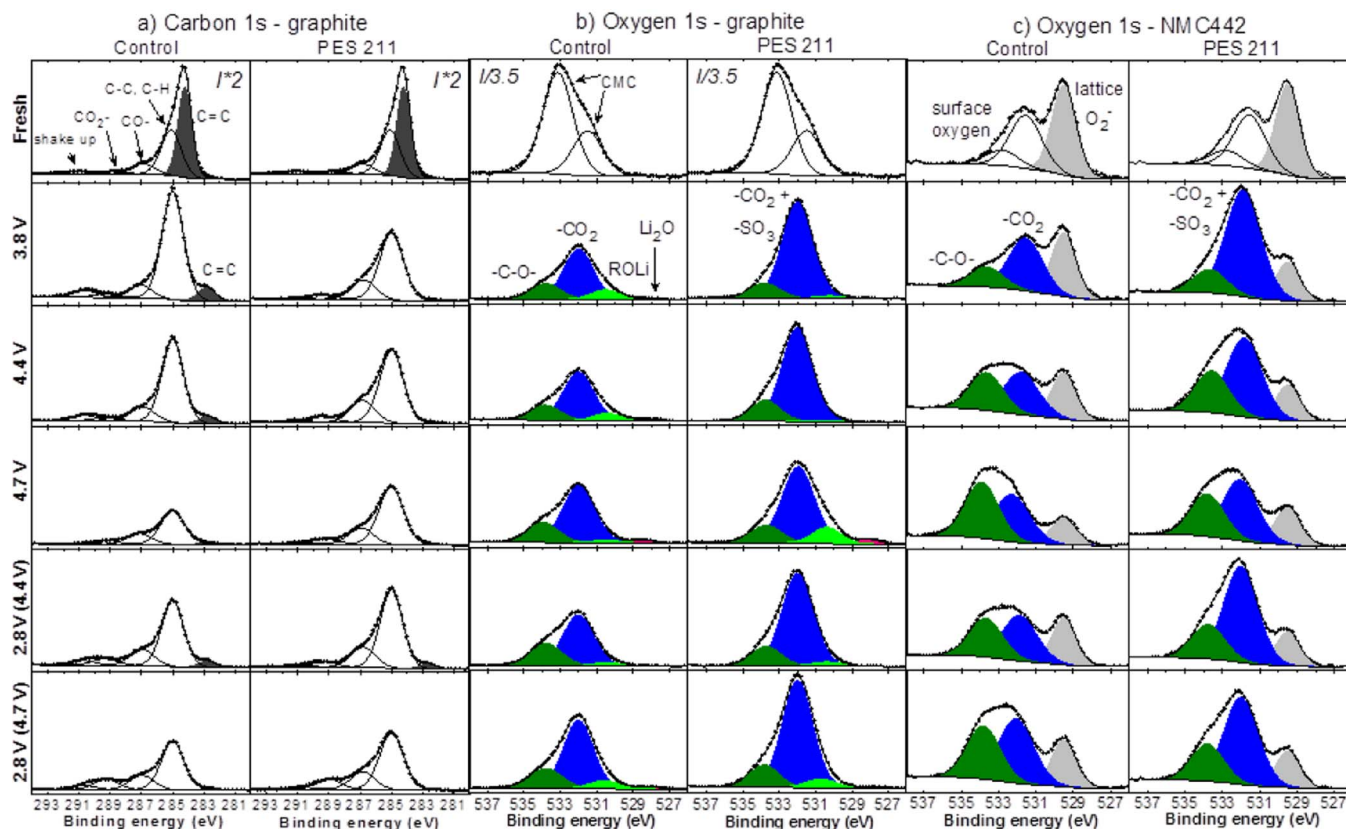 a) Carbon 1s - graphite
b) Oxygen 1s - graphite
c) Oxygen 1s - NMC442
Control
PES 211
Control
PES 211
Control
PES 211
Fresh
I*2
C-C, C-H
CO₂-
CO-
C=C
shake up
I*2
I/3.5
CMC
I/3.5
surface
oxygen
lattice
O₂⁻
3.8 V
C=C
-CO₂
Li₂O
-C-O-
ROLi
-CO₂ +
-SO₃
-CO₂
-C-O-
-CO₂ +
-SO₃
4.4 V
4.7 V
2.8V (4.4 V)
2.8 V (4.7 V)
293 291 289 287 285 283 281
293 291 289 287 285 283 281
537 535 533 531 529 527
537 535 533 531 529 527
537 535 533 531 529 527
537 535 533 531 529 527
Binding energy (eV)
Binding energy (eV)
Binding energy (eV)
Binding energy (eV)
Binding energy (eV)
Binding energy (eV)